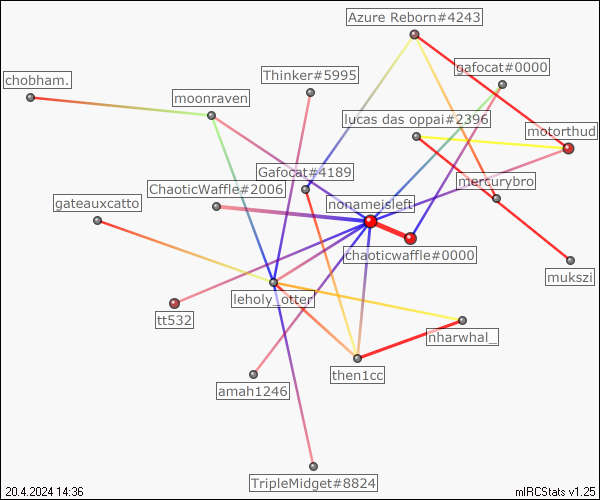 Azure Reborn#4243
gafocat#0000
Thinker#5995
chobham.
moonraven
lucas das oppai#2396
motorthud
Gafocat#4189
mercurybro
ChaoticWaffle#2006
gateauxcatto
nonameisleft
chaoticwaffle#0000
mukszi
leholy_otter
tt532
nharwhal_
then1cc
amah1246
TripleMidget#8824
20.4.2024 14:36
mIRCStats v1.25